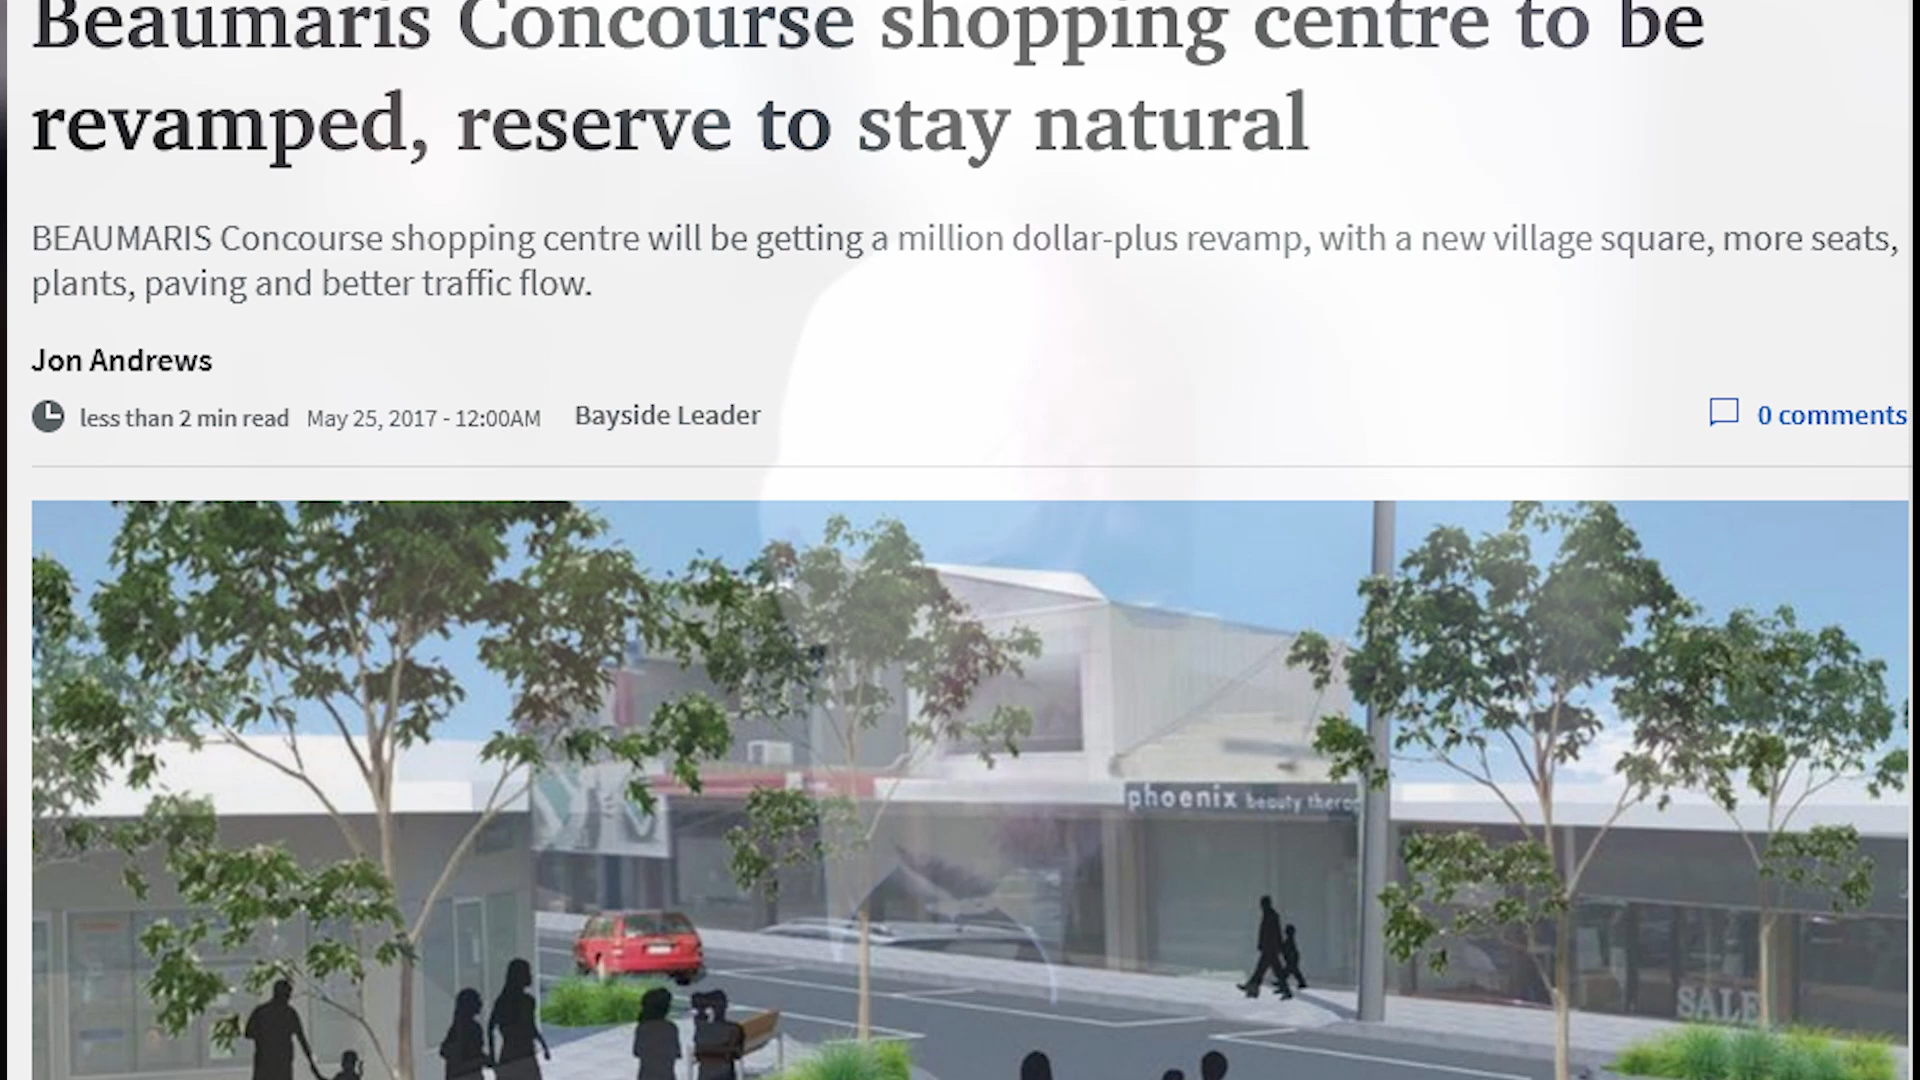 Beaumaris Concourse shopping centre to be
revamped, reserve to stay natural
BEAUMARIS Concourse shopping centre will be getting a million dollar-plus revamp, with a new village square, more seats,
plants, paving and better traffic flow.
Jon Andrews
less than 2 min read May 25, 2017 - 12:00AM Bayside Leader
0 comments
phoenix beauty
SALE